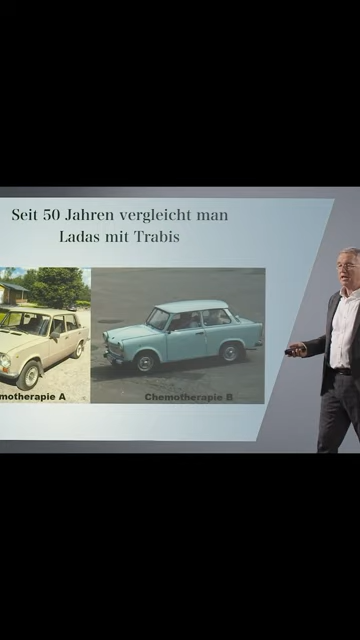 Seit 50 Jahren vergleicht man
Ladas mit Trabis
motherapie A
Chemotherapie B